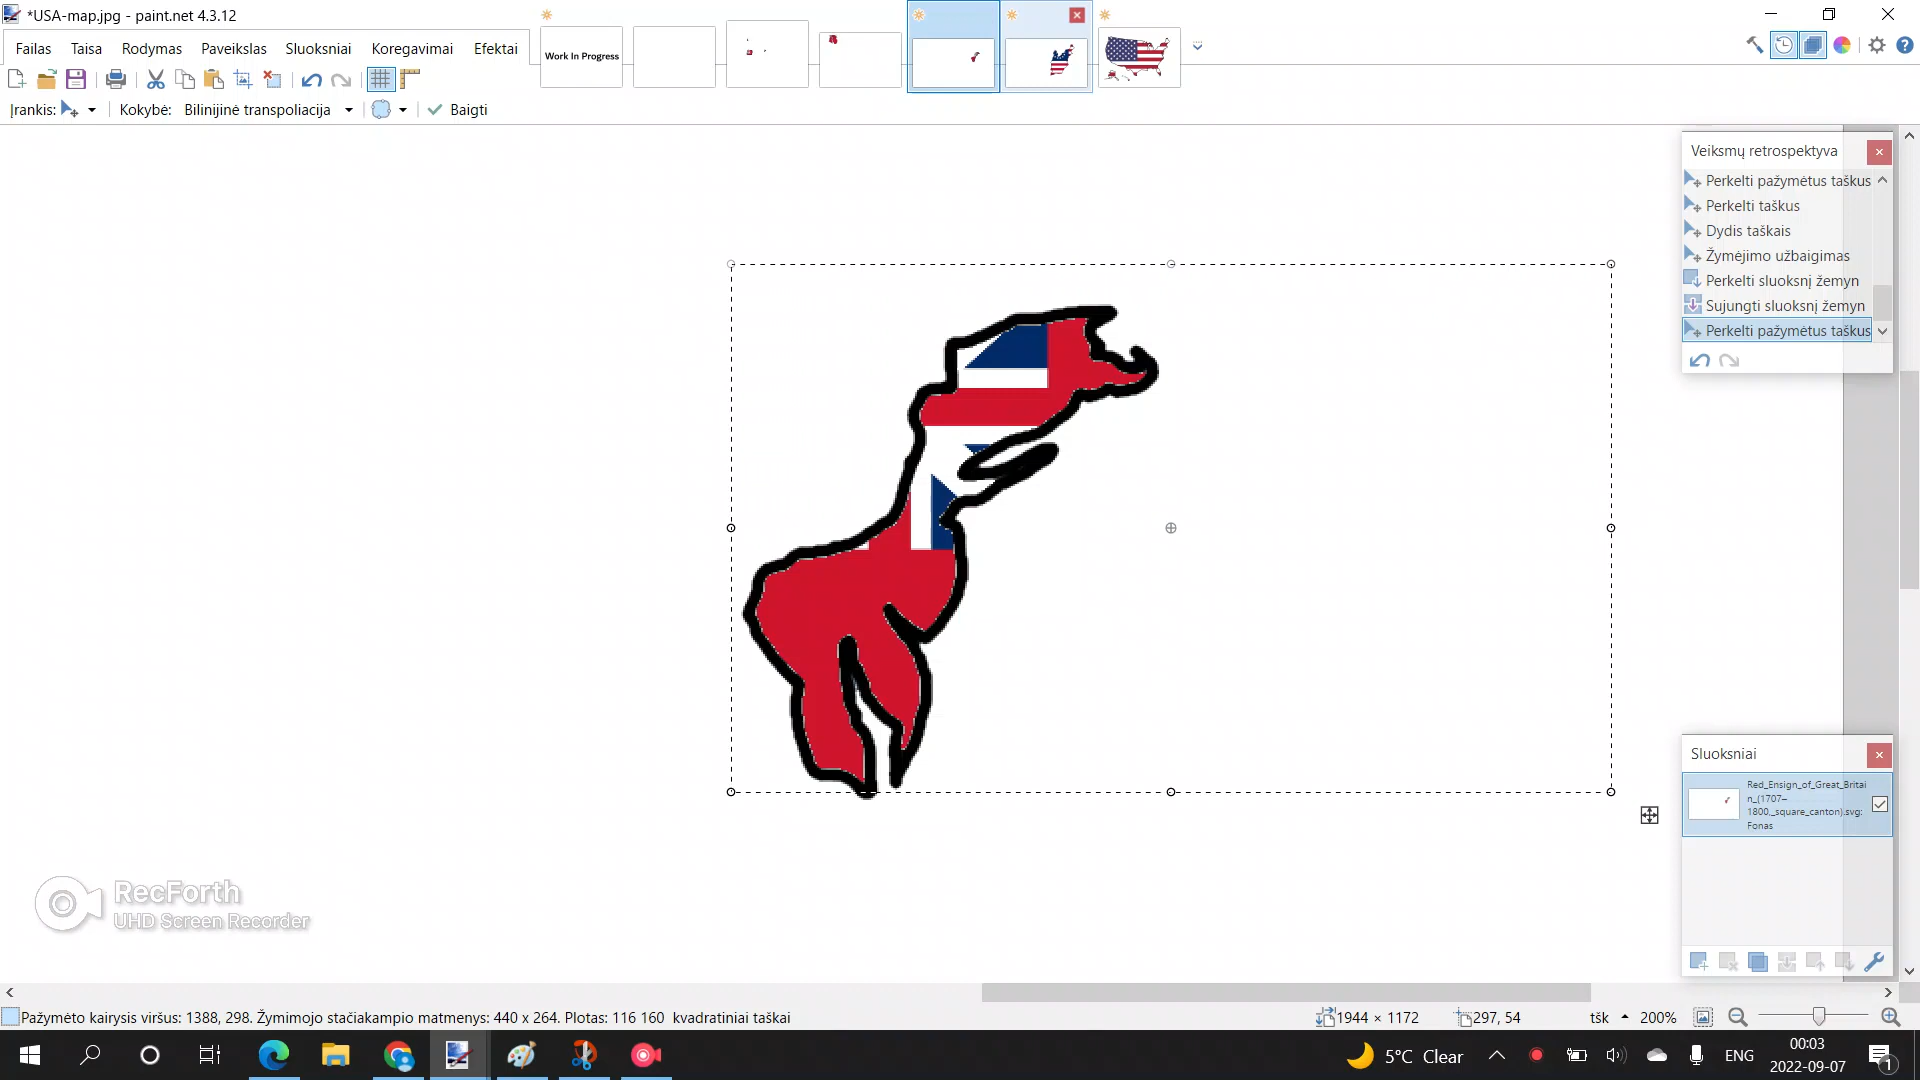 *USA-map.jpg - paint.net 4.3.12
Failas Taisa Rodymas Paveikslas Sluoksniai Koregavimai Efektai
Work In Progress
Įrankis: Kokybė: Bilinijinė transpoliacija Baigti
Veiksmų retrospektyva
Perkelti pažymėtus taškus
Perkelti taškus
Dydis taškais
Žymėjimo užbaigimas
Perkelti sluoksnį žemyn
Sujungti sluoksnį žemyn
Perkelti pažymėtus taškus
Sluoksniai
Red_Ensign_of_Great_Britai
n_(1707–
1800,_square_canton).svg:
Fonas
RecForth
UHD Screen Recorder
Pažymėto kairysis viršus: 1388, 298. Žymimojo stačiakampio matmenys: 440 x 264. Plotas: 116 160 kvadratiniai taškai
1944 × 1172
297, 54
tšk
200%
5°C Clear
ENG
00:03
2022-09-07
1